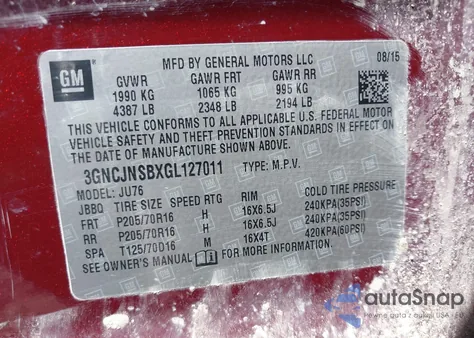 GM
MFD BY GENERAL MOTORS LLC 08/15
GVWR GAWR FRT GAWR RR
1990 KG 1065 KG 995 KG
4387 LB 2348 LB 2194 LB
THIS VEHICLE CONFORMS TO ALL APPLICABLE U.S. FEDERAL MOTOR
VEHICLE SAFETY AND THEFT PREVENTION STANDARDS IN EFFECT ON
THE DATE OF MANUFACTURE SHOWN ABOVE.
3GNCJNSBXGL127011 TYPE: M.P.V.
MODEL: JU76
JBBQ TIRE SIZE SPEED RTG RIM COLD TIRE PRESSURE
FRT P205/70R16 H 16X6.5J 240KPA(35PSI)
RR P205/70R16 H 16X6.5J 240KPA(35PSI)
SPA T125/70D16 M 16X4T 420KPA(60PSI)
SEE OWNER'S MANUAL FOR MORE INFORMATION
autoSnap